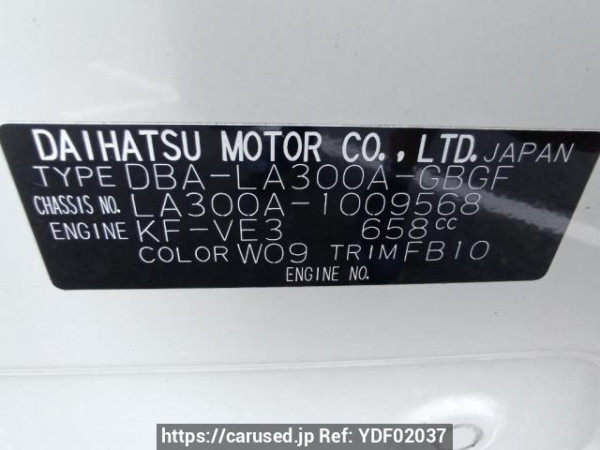 DAIHATSU MOTOR CO., LTD. JAPAN
TYPE DBA-LA300A-GBGF
CHASSIS NO. LA300A-1009568
ENGINE KF-VE3 658cc
COLOR W09 TRIM FB10
ENGINE NO.
https://carused.jp Ref: YDF02037